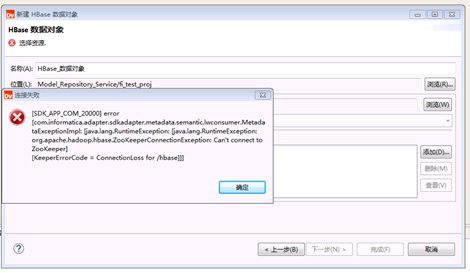 新建 HBase 数据对象
HBase 数据对象
选择资源.
名称(A): HBase_数据对象
位置(L): Model_Repository_Service/fi_test_proj
浏览(R)...
连接失败
浏览(W)
[SDK_APP_COM_20000] error
[com.informatica.adapter.sdkadapter.metadata.semantic.iwconsumer.Metad
ataExceptionImpl: [java.lang.RuntimeException: [java.lang.RuntimeException:
org.apache.hadoop.hbase.ZooKeeperConnectionException: Can't connect to
ZooKeeper]
[KeeperErrorCode = ConnectionLoss for /hbase]]]
添加(D)...
删除(M)
查看(V)
确定
< 上一步(B)
下一步(N) >
完成(F)
取消